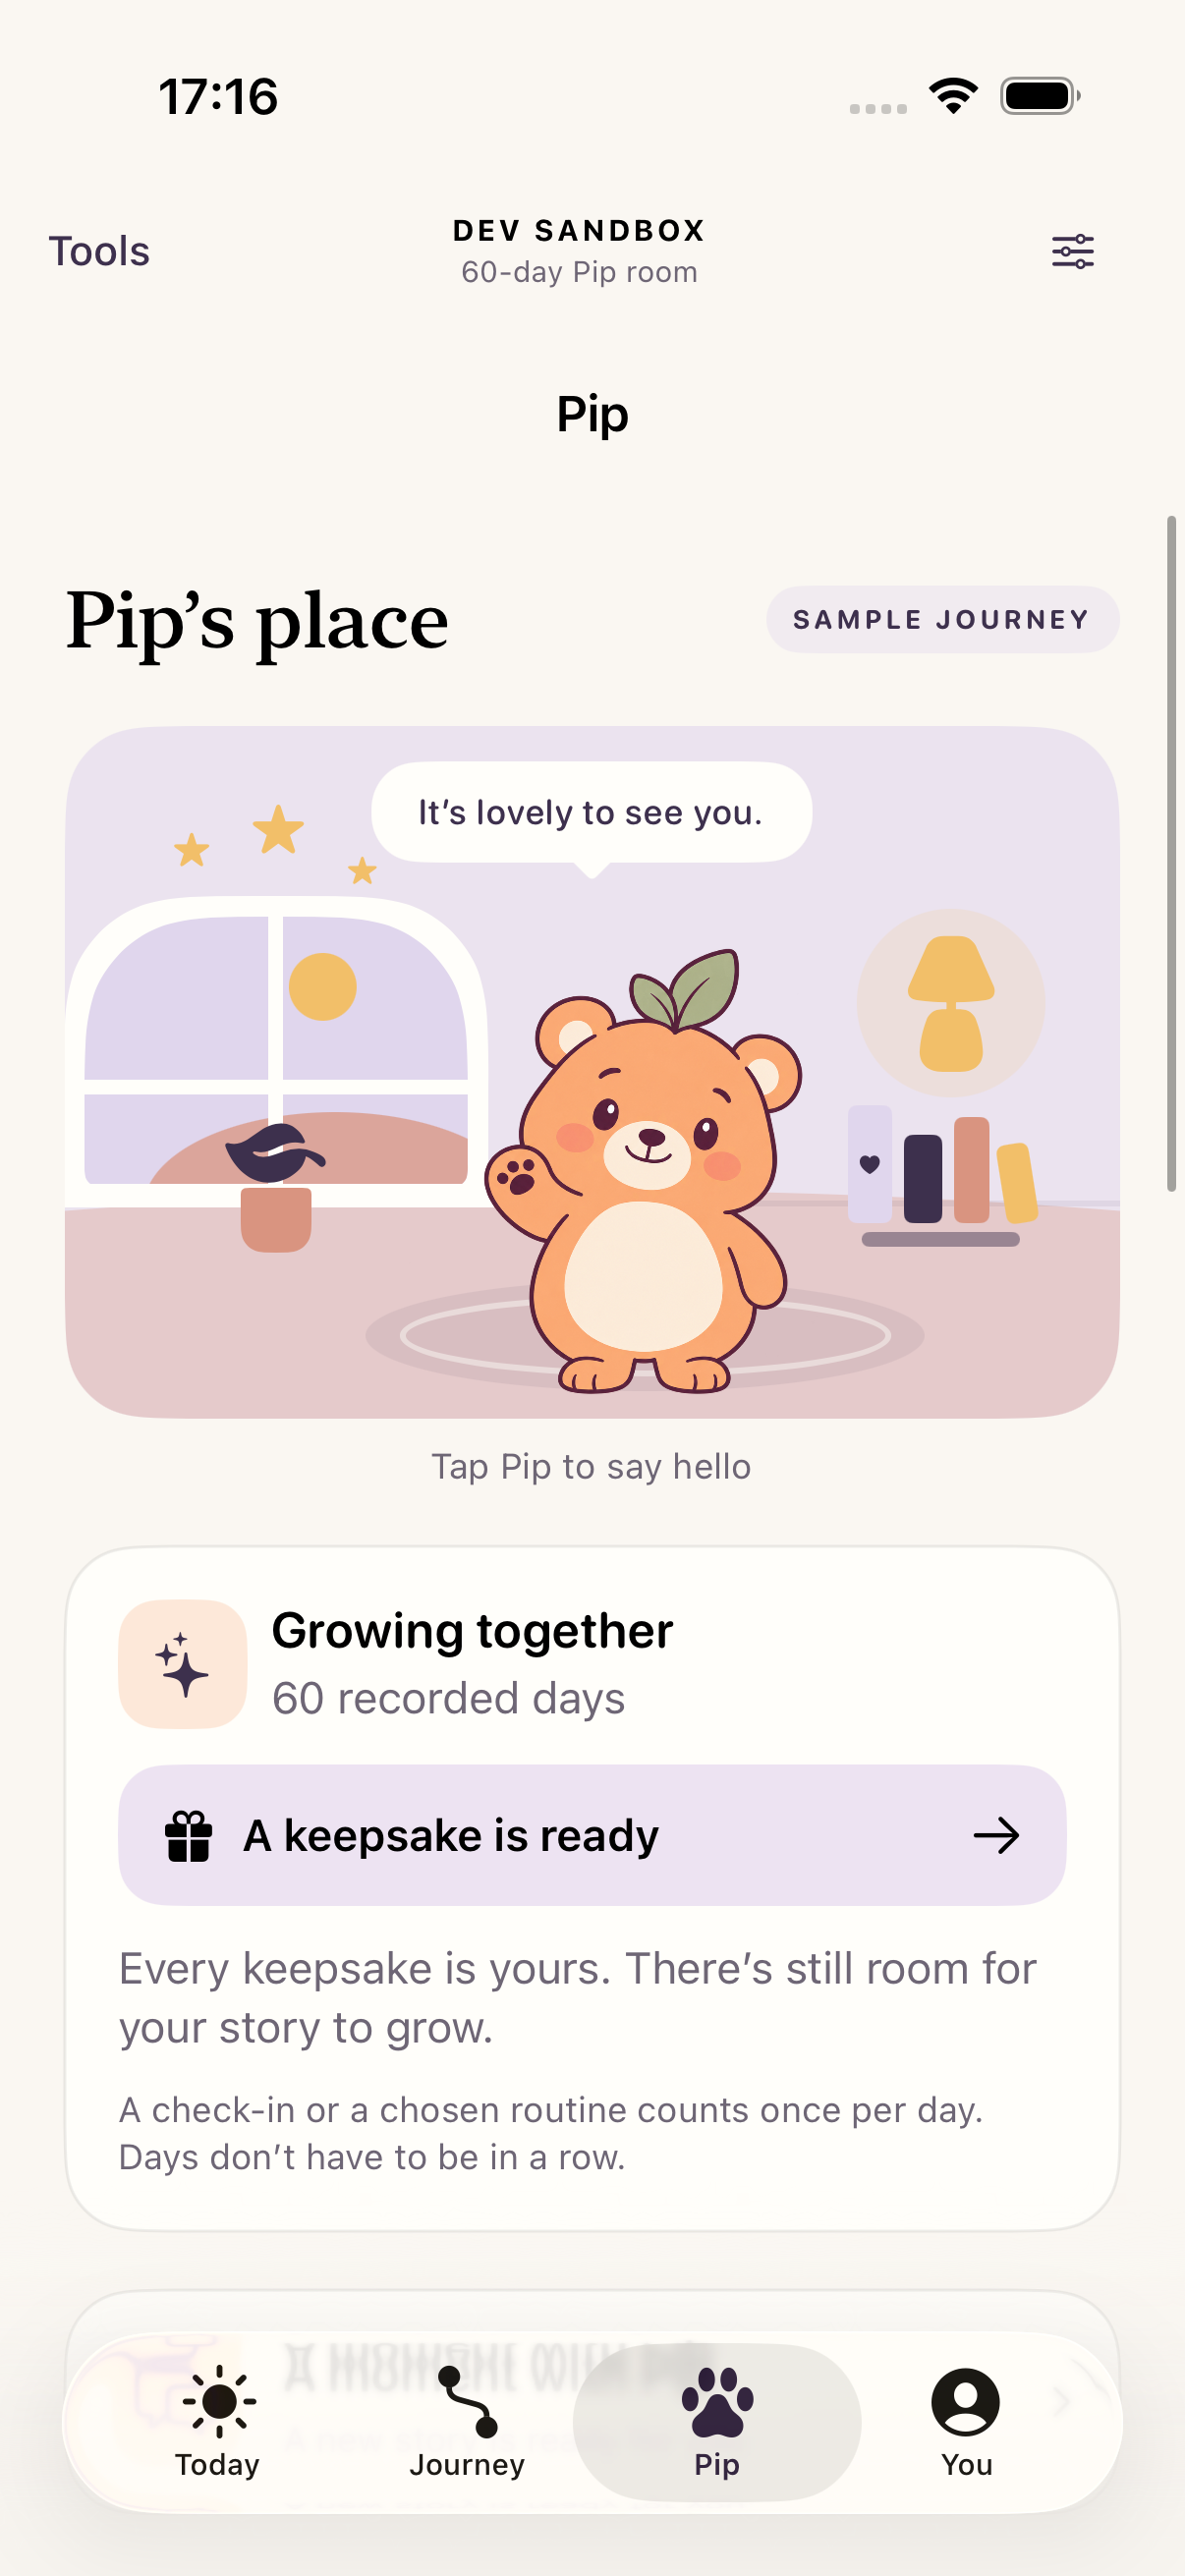 17:16
Tools
DEV SANDBOX
60-day Pip room
Pip
Pip’s place
SAMPLE JOURNEY
It’s lovely to see you.
Tap Pip to say hello
Growing together
60 recorded days
A keepsake is ready
Every keepsake is yours. There’s still room for
your story to grow.
A check-in or a chosen routine counts once per day.
Days don’t have to be in a row.
Today
Journey
Pip
You